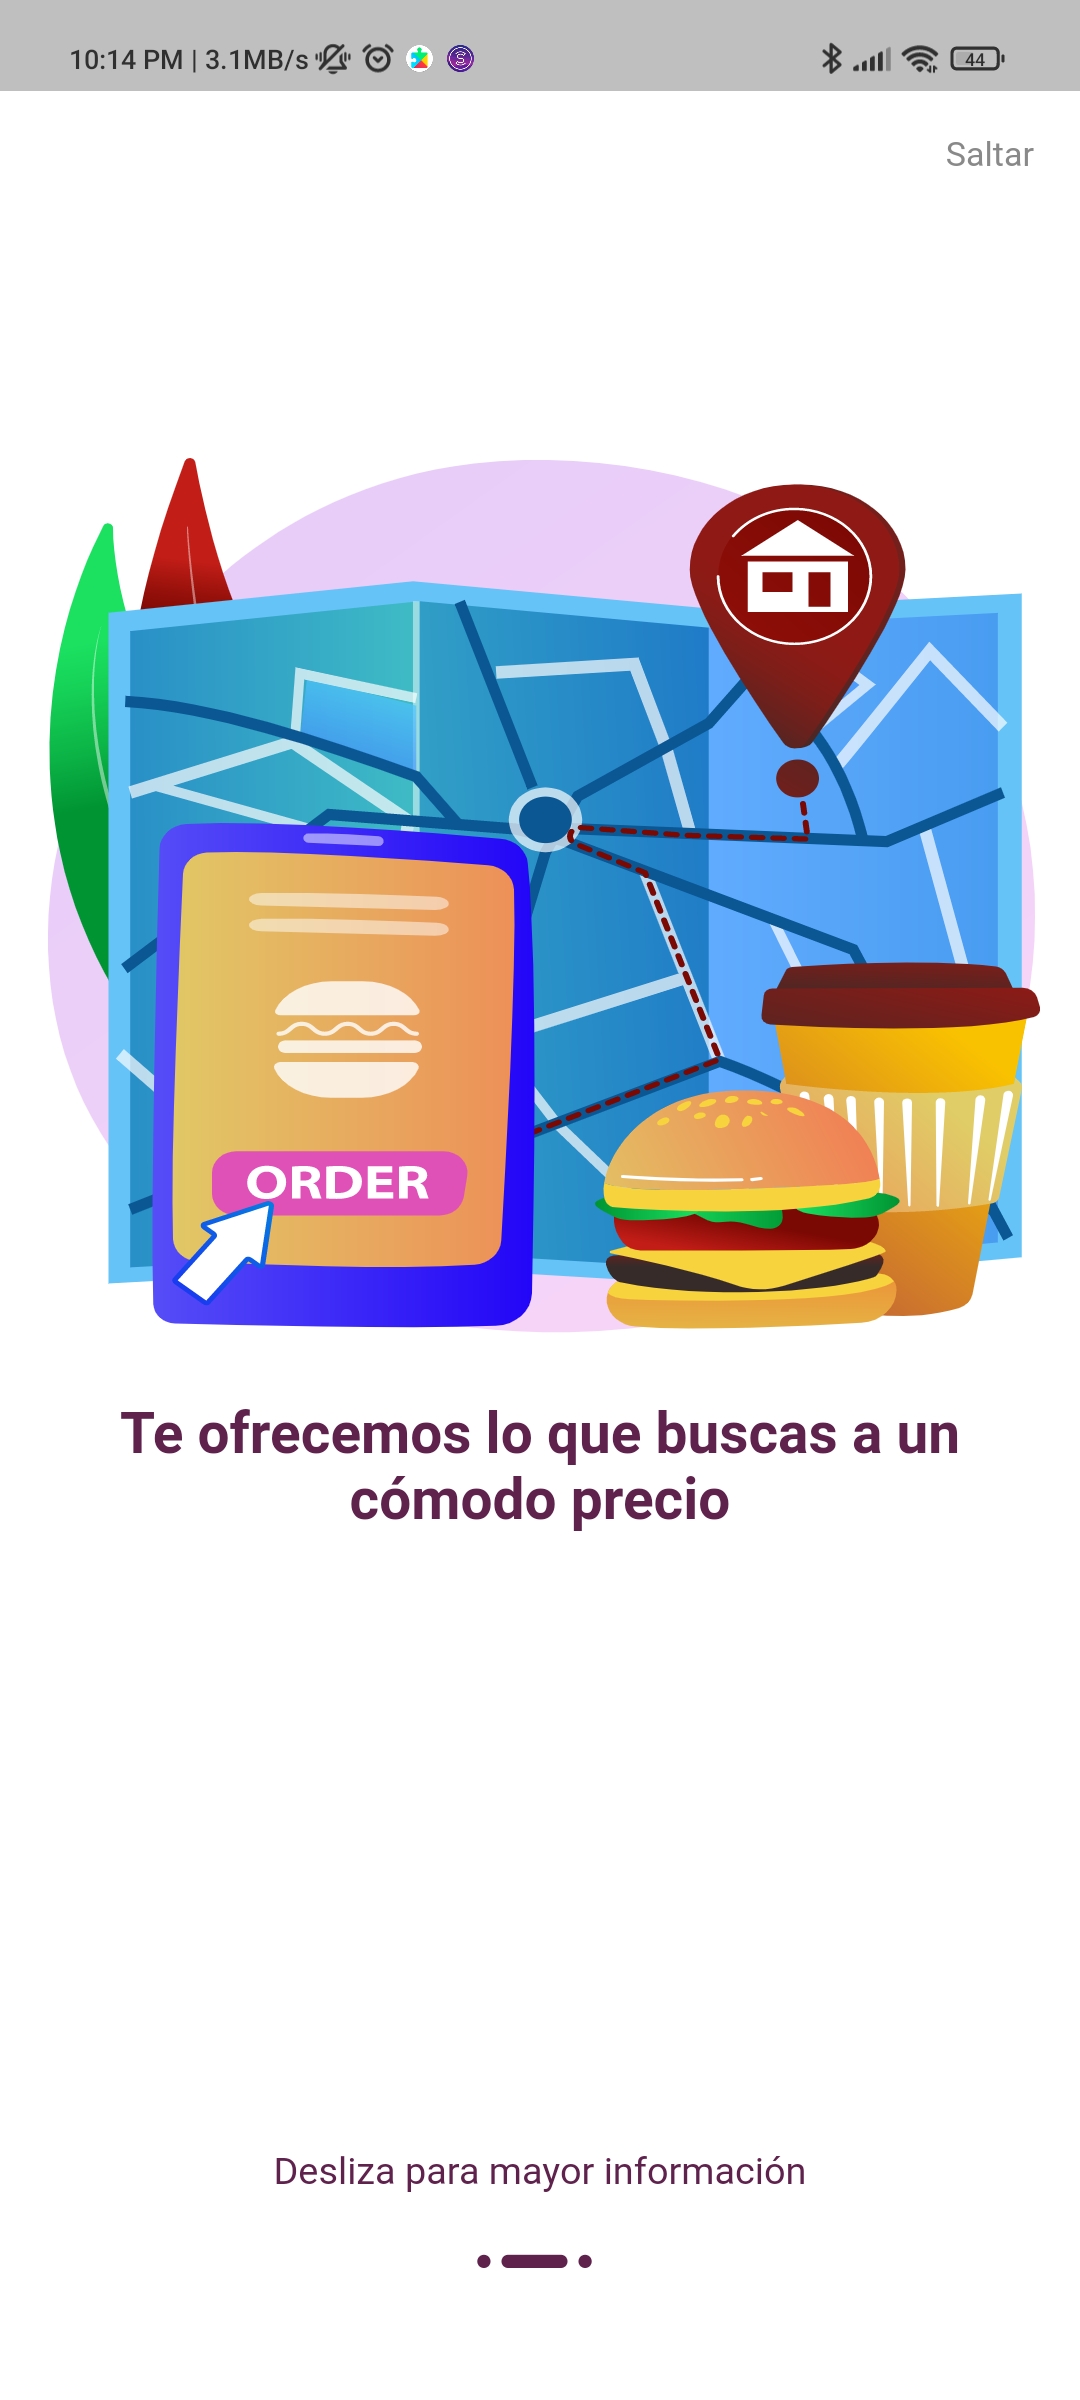 10:14 PM | 3.1MB/s
44
Saltar
ORDER
Te ofrecemos lo que buscas a un
cómodo precio
Desliza para mayor información